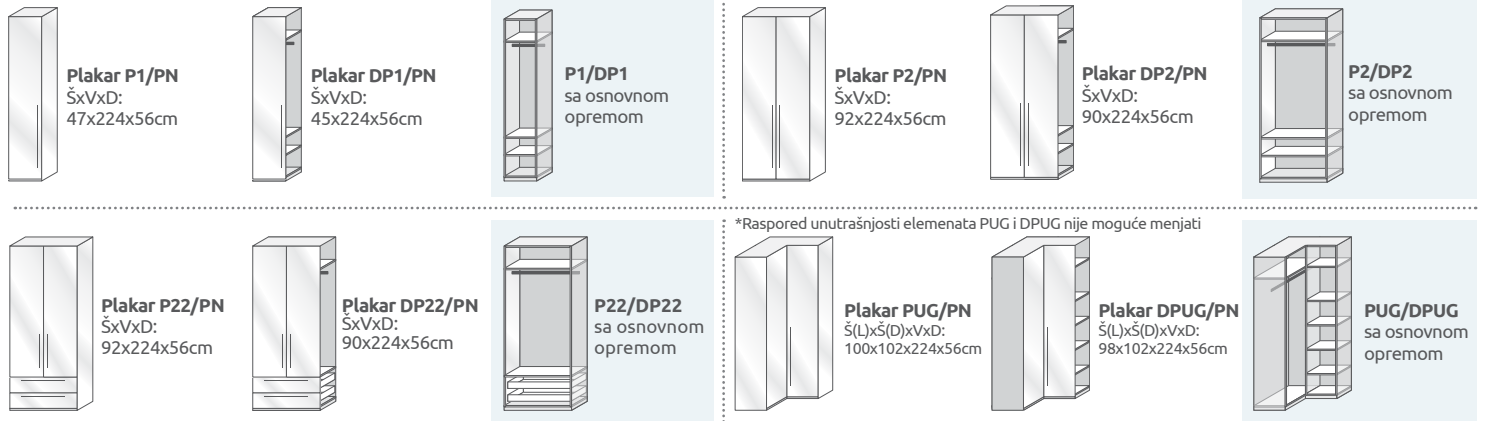 Plakar P1/PN
ŠxVxD:
47x224x56cm
Plakar DP1/PN
ŠxVxD:
45x224x56cm
P1/DP1
sa osnovnom
opremom
Plakar P2/PN
ŠxVxD:
92x224x56cm
Plakar DP2/PN
ŠxVxD:
90x224x56cm
P2/DP2
sa osnovnom
opremom
Plakar P22/PN
ŠxVxD:
92x224x56cm
Plakar DP22/PN
ŠxVxD:
90x224x56cm
P22/DP22
sa osnovnom
opremom
*Raspored unutrašnjosti elemenata PUG i DPUG nije moguće menjati
Plakar PUG/PN
Š(L)xŠ(D)xVxD:
100x102x224x56cm
Plakar DPUG/PN
Š(L)xŠ(D)xVxD:
98x102x224x56cm
PUG/DPUG
sa osnovnom
opremom